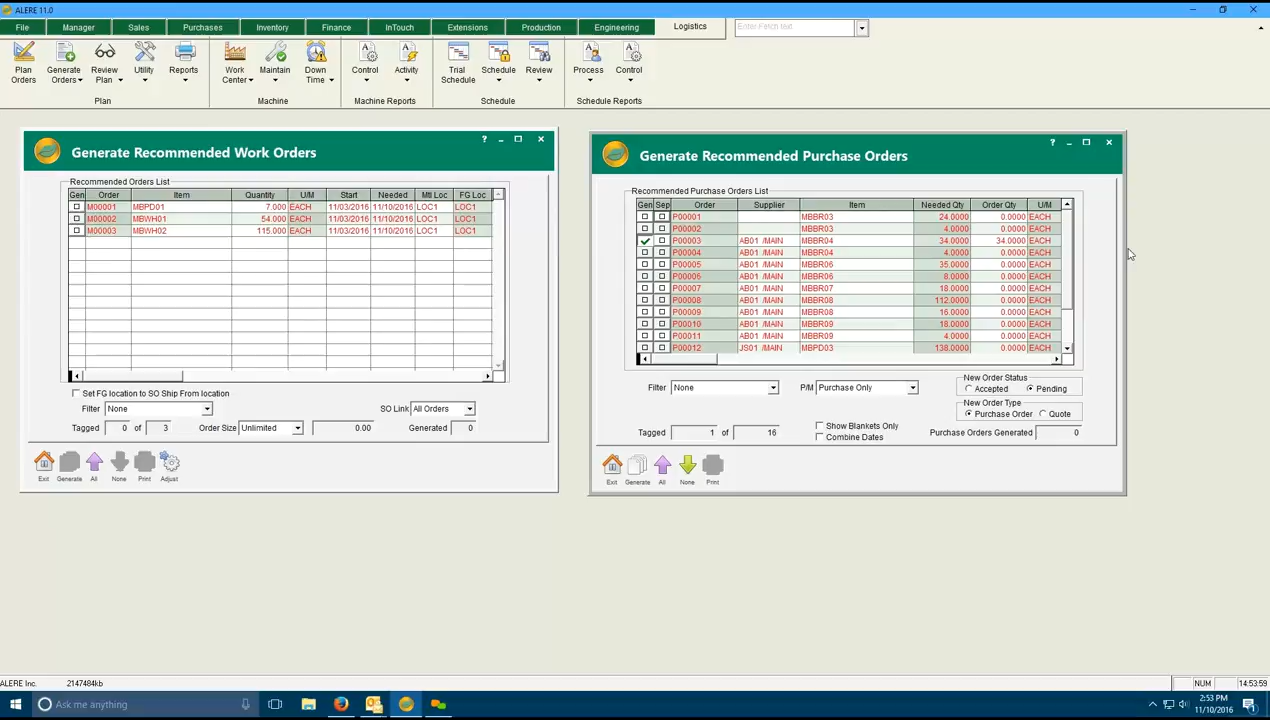 ALERE 11.0
File Manager Sales Purchases Inventory Finance InTouch Extensions Production Engineering Logistics Enter Fetch text
Plan Orders Generate Orders Review Plan Utility Reports Work Center Maintain Down Time Control Activity Trial Schedule Schedule Review Process Control
Plan Machine Machine Reports Schedule Schedule Reports
Generate Recommended Work Orders
Recommended Orders List
Gen Order Item Quantity U/M Start Needed Mtl Loc FG Loc
M00001 MBPD01 7.000 EACH 11/03/2016 11/10/2016 LOC1 LOC1
M00002 MBWH01 54.000 EACH 11/03/2016 11/10/2016 LOC1 LOC1
M00003 MBWH02 115.000 EACH 11/03/2016 11/10/2016 LOC1 LOC1
Set FG location to SO Ship From location
Filter None SO Link All Orders
Tagged 0 of 3 Order Size Unlimited 0.00 Generated 0
Exit Generate All None Print Adjust
Generate Recommended Purchase Orders
Recommended Purchase Orders List
Gen Sep Order Supplier Item Needed Qty Order Qty U/M
P00001 MBBR03 24.0000 0.0000 EACH
P00002 MBBR03 4.0000 0.0000 EACH
P00003 AB01 /MAIN MBBR04 34.0000 34.0000 EACH
P00004 AB01 /MAIN MBBR04 4.0000 0.0000 EACH
P00005 AB01 /MAIN MBBR06 35.0000 0.0000 EACH
P00006 AB01 /MAIN MBBR06 8.0000 0.0000 EACH
P00007 AB01 /MAIN MBBR07 18.0000 0.0000 EACH
P00008 AB01 /MAIN MBBR08 112.0000 0.0000 EACH
P00009 AB01 /MAIN MBBR08 16.0000 0.0000 EACH
P00010 AB01 /MAIN MBBR09 18.0000 0.0000 EACH
P00011 AB01 /MAIN MBBR09 4.0000 0.0000 EACH
P00012 JS01 /MAIN MBPD03 138.0000 0.0000 EACH
Filter None P/M Purchase Only
New Order Status
Accepted Pending
New Order Type
Purchase Order Quote
Tagged 1 of 16
Show Blankets Only
Combine Dates
Purchase Orders Generated 0
Exit Generate All None Print
ALERE Inc. 2147484kb NUM 14:53:59
Ask me anything
2:53 PM
11/10/2016
1